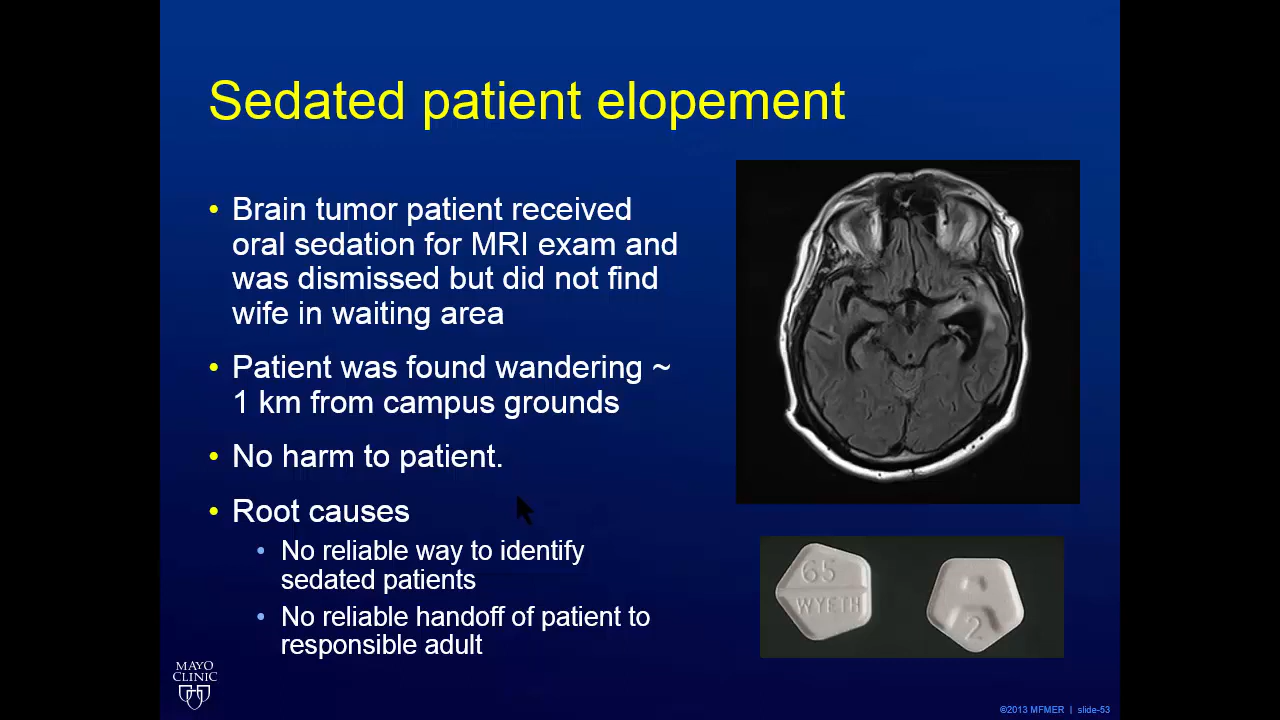 Sedated patient elopement
• Brain tumor patient received
oral sedation for MRI exam and
was dismissed but did not find
wife in waiting area
• Patient was found wandering ~
1 km from campus grounds
• No harm to patient.
• Root causes
• No reliable way to identify
sedated patients
• No reliable handoff of patient to
responsible adult
65
WYETH
2
MAYO
CLINIC
©2013 MFMER | slide-53